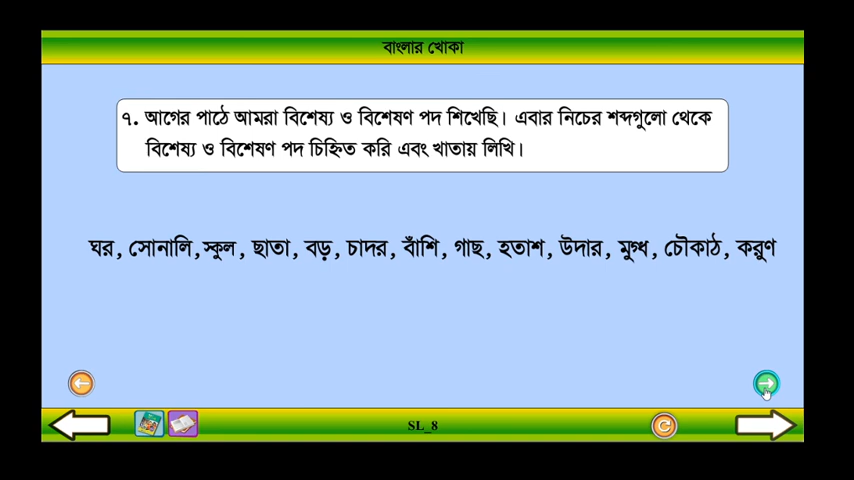 বাংলার খোকা
৭. আগের পাঠে আমরা বিশেষ্য ও বিশেষণ পদ শিখেছি। এবার নিচের শব্দগুলো থেকে
বিশেষ্য ও বিশেষণ পদ চিহ্নিত করি এবং খাতায় লিখি।
ঘর, সোনালি, স্কুল, ছাতা, বড়, চাদর, বাঁশি, গাছ, হতাশ, উদার, মুগ্ধ, চৌকাঠ, করুণ
SL_8